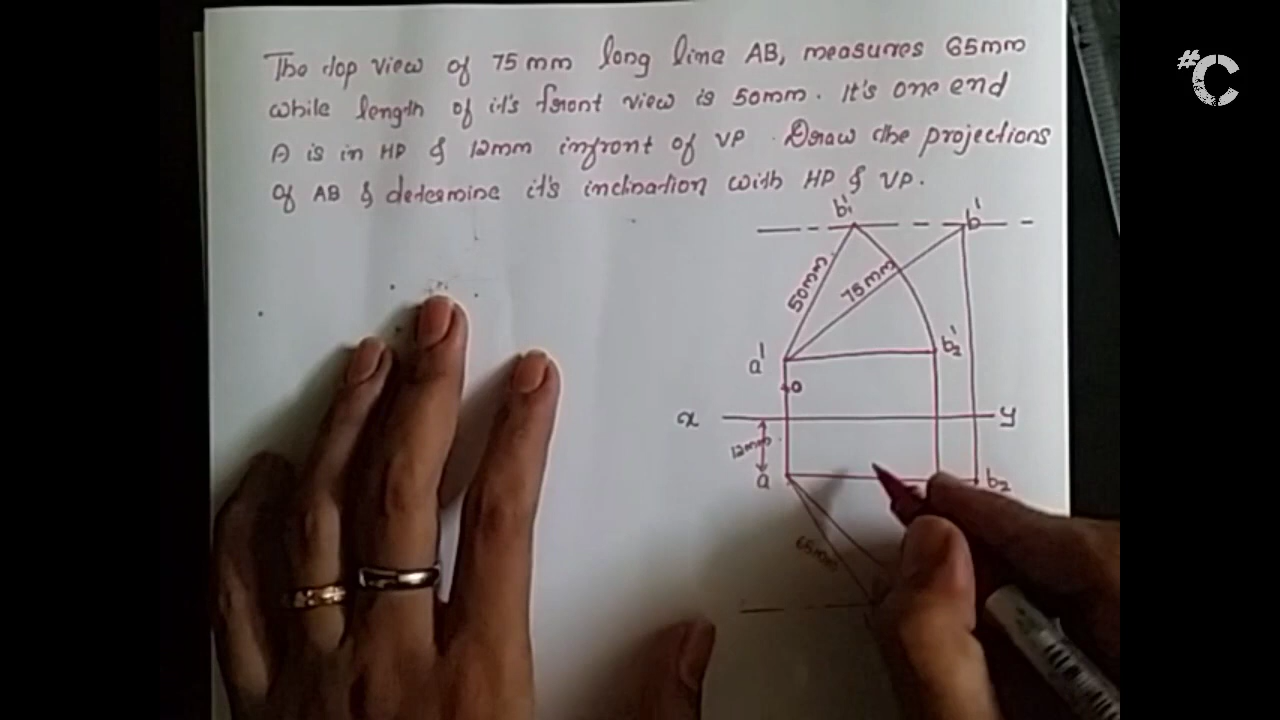 The top view of 75mm long line AB, measures 65mm
while length of it's front view is 50mm. It's one end
A is in HP & 12mm infront of VP. Draw the projections
of AB & determine it's inclination with HP & VP.
#C
b'₁
b'
50mm
75mm
a'
b₂'
o
x
y
12mm
a
b₂
65mm